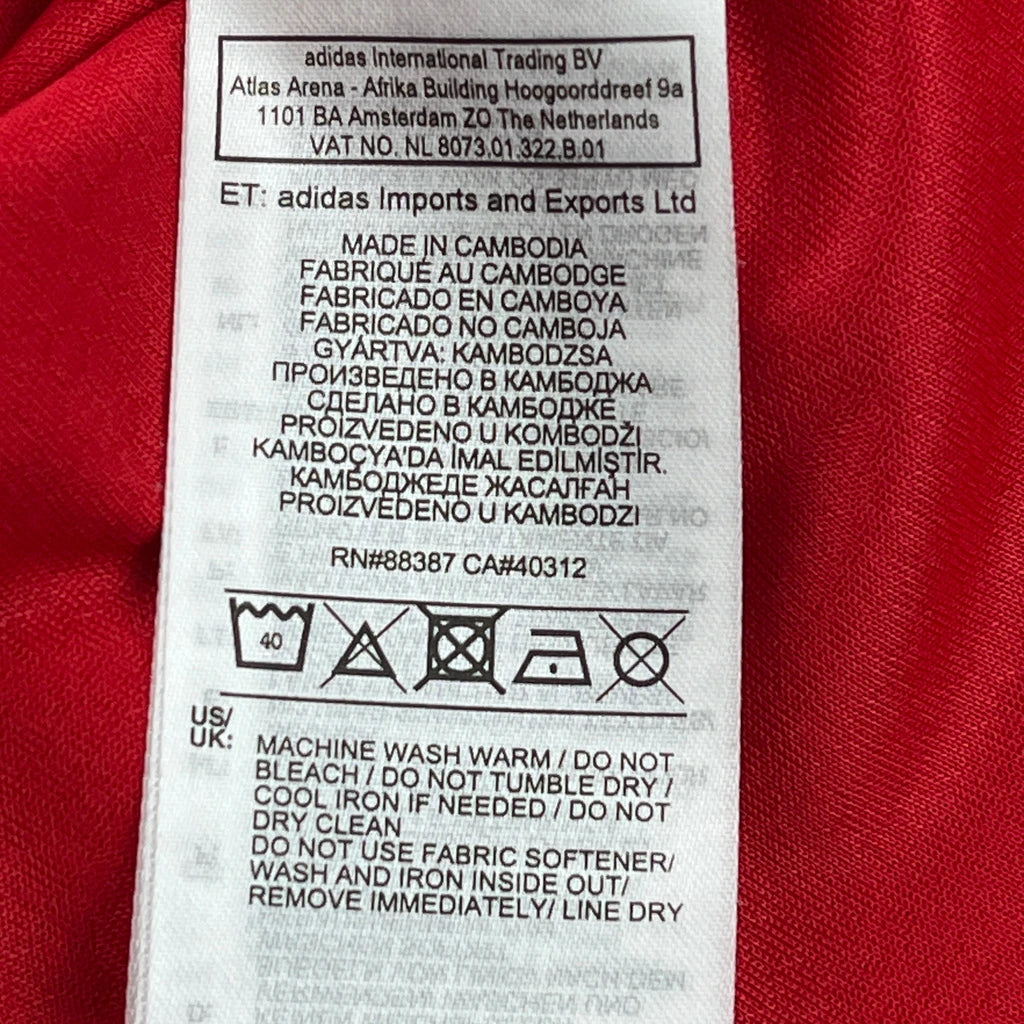 adidas International Trading BV
Atlas Arena - Afrika Building Hoogoorddreef 9a
1101 BA Amsterdam ZO The Netherlands
VAT NO. NL 8073.01.322.B.01
ET: adidas Imports and Exports Ltd
MADE IN CAMBODIA
FABRIQUÉ AU CAMBODGE
FABRICADO EN CAMBOYA
FABRICADO NO CAMBOJA
GYÁRTVA: KAMBODZSA
ПРОИЗВЕДЕНО В КАМБОДЖА
СДЕЛАНО В КАМБОДЖЕ
PROIZVEDENO U KOMBODŽI
KAMBOÇYA'DA İMAL EDİLMİŞTİR.
КАМБОДЖЕДЕ ЖАСАЛҒАН
PROIZVEDENO U KAMBODZI
RN#88387 CA#40312
40
US/
UK:
MACHINE WASH WARM / DO NOT
BLEACH / DO NOT TUMBLE DRY /
COOL IRON IF NEEDED / DO NOT
DRY CLEAN
DO NOT USE FABRIC SOFTENER/
WASH AND IRON INSIDE OUT/
REMOVE IMMEDIATELY/ LINE DRY